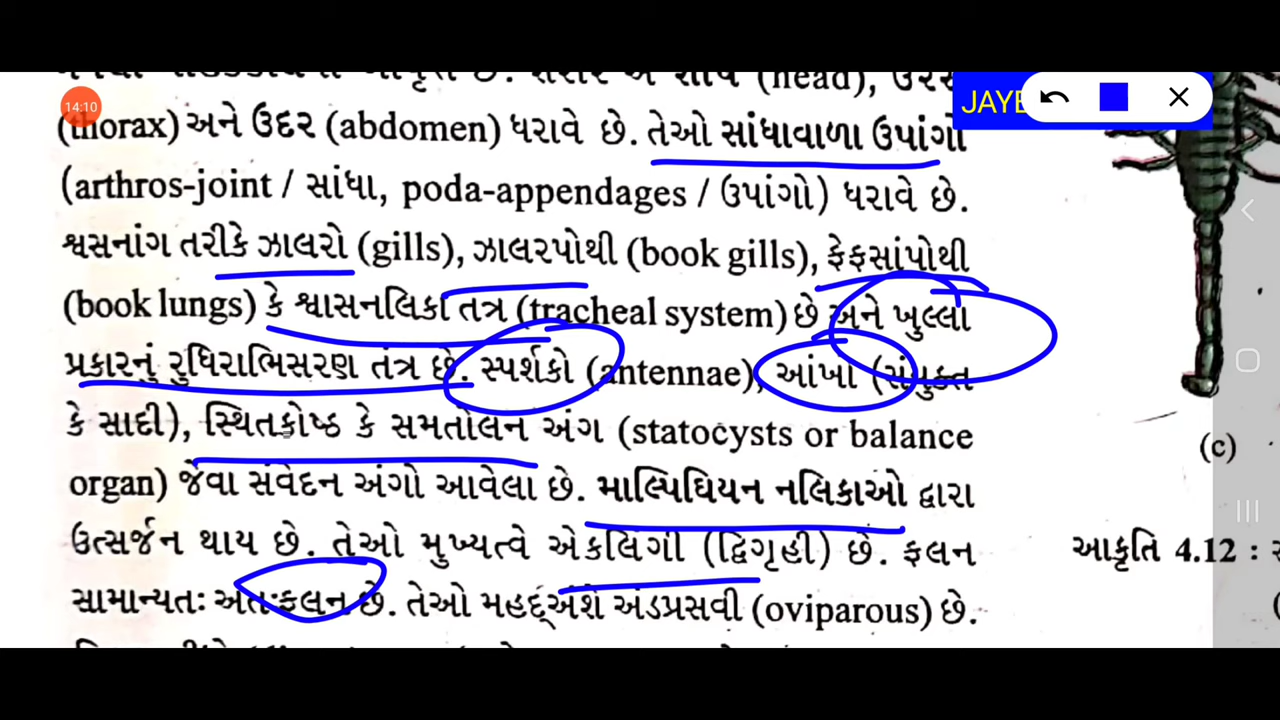 (head),
14:10
JAYE
(thorax) અને ઉદર (abdomen) ધરાવે છે. તેઓ સાંધાવાળા ઉપાંગો
(arthros-joint / સાંધા, poda-appendages / ઉપાંગો) ધરાવે છે.
શ્વસનાંગ તરીકે ઝાલરો (gills), ઝાલરપોથી (book gills), ફેફસાંપોથી
(book lungs) કે શ્વાસનલિકા તત્ર (tracheal system) છે અને ખુલ્લા
પ્રકારનું રુધિરાભિસરણ તંત્ર છે. સ્પર્શકો (antennae), આંખો (સંયુક્ત
કે સાદી), સ્થિતકોષ્ઠ કે સમતોલન અંગ (statocysts or balance
organ) જેવા સંવેદન અંગો આવેલા છે. માલ્પિઘિયન નલિકાઓ દ્વારા
ઉત્સર્જન થાય છે. તેઓ મુખ્યત્વે એકલિંગી (દ્વિગૃહી) છે. ફલન
સામાન્યતઃ અંતઃફલન છે. તેઓ મહદ્દઅંશે અંડપ્રસવી (oviparous) છે.
(c)
આકૃતિ 4.12 :